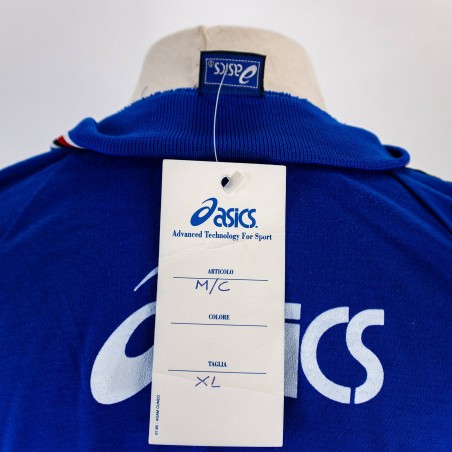 asics
asics
Advanced Technology For Sport
ARTICOLO
M/C
COLORE
TAGLIA
XL
asics